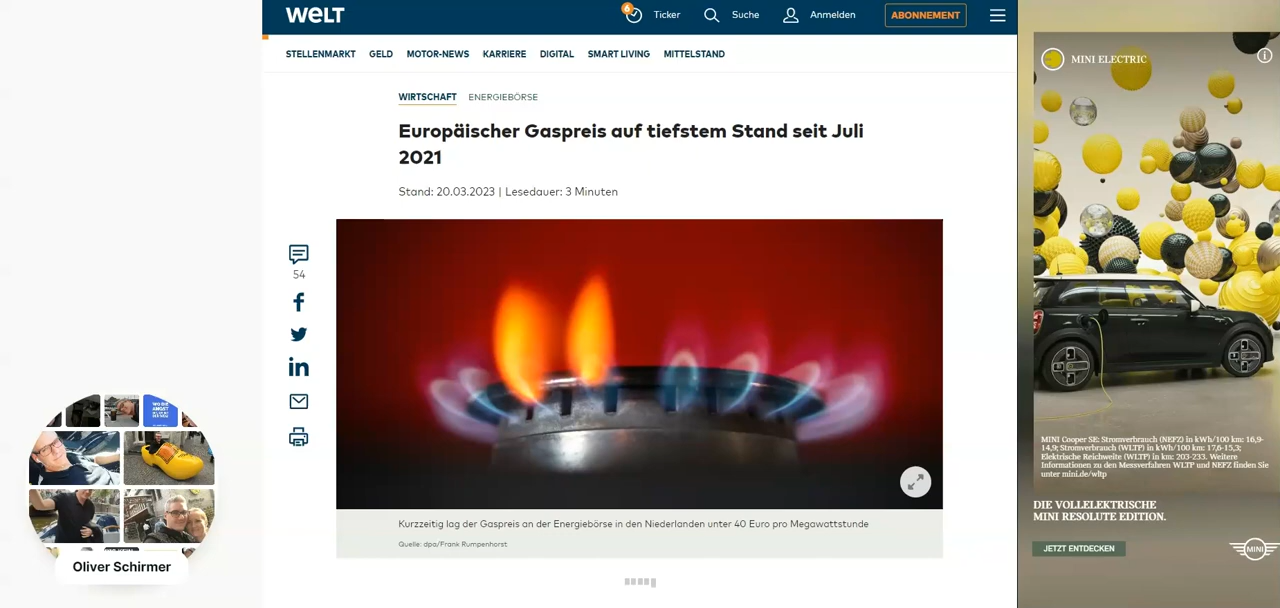 WELT
6
Ticker
Suche
Anmelden
ABONNEMENT
STELLENMARKT GELD MOTOR-NEWS KARRIERE DIGITAL SMART LIVING MITTELSTAND
WIRTSCHAFT ENERGIEBÖRSE
Europäischer Gaspreis auf tiefstem Stand seit Juli
2021
Stand: 20.03.2023 | Lesedauer: 3 Minuten
54
Kurzzeitig lag der Gaspreis an der Energiebörse in den Niederlanden unter 40 Euro pro Megawattstunde
Quelle: dpa/Frank Rumpenhorst
Oliver Schirmer
MINI ELECTRIC
MINI Cooper SE: Stromverbrauch (NEFZ) in kWh/100 km: 16,9-
14,9; Stromverbrauch (WLTP) in kWh/100 km: 17,6-15,3;
Elektrische Reichweite (WLTP) in km: 203-233. Weitere
Informationen zu den Messverfahren WLTP und NEFZ finden Sie
unter mini.de/wltp
DIE VOLLELEKTRISCHE
MINI RESOLUTE EDITION.
JETZT ENTDECKEN
MINI